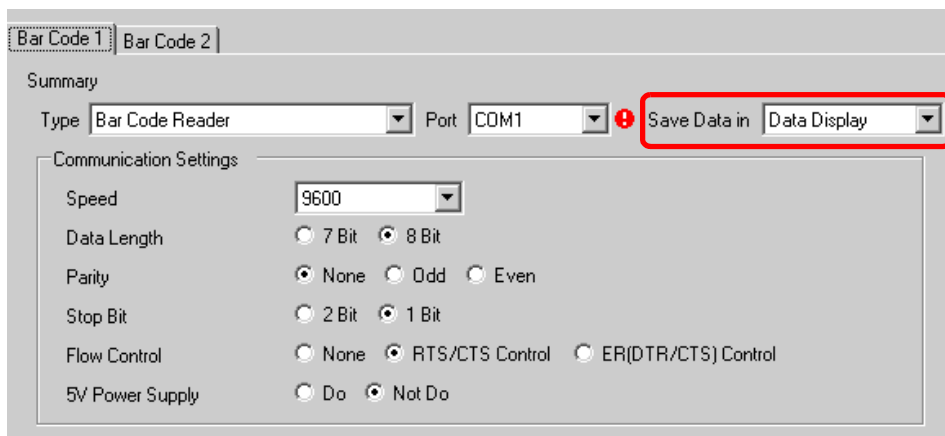 Bar Code 1 Bar Code 2
Summary
Type Bar Code Reader Port COM1 Save Data in Data Display
Communication Settings
Speed 9600
Data Length 7 Bit 8 Bit
Parity None Odd Even
Stop Bit 2 Bit 1 Bit
Flow Control None RTS/CTS Control ER(DTR/CTS) Control
5V Power Supply Do Not Do